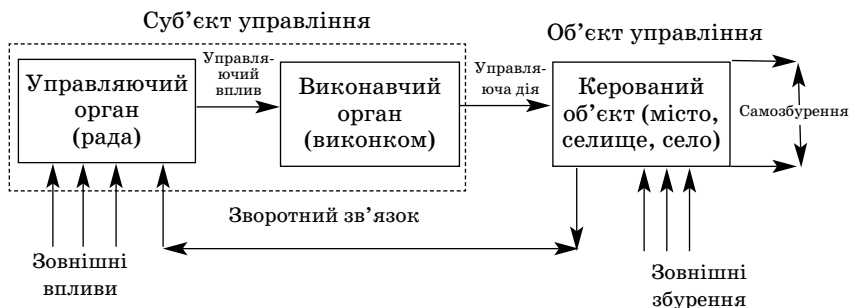 Суб’єкт управління
Об’єкт управління
Управляючий
орган
(рада)
Управля-
ючий
вплив
Виконавчий
орган
(виконком)
Управля-
юча дія
Керований
об’єкт (місто,
селище, село)
Самозбурення
Зворотний зв’язок
Зовнішні
впливи
Зовнішні
збурення